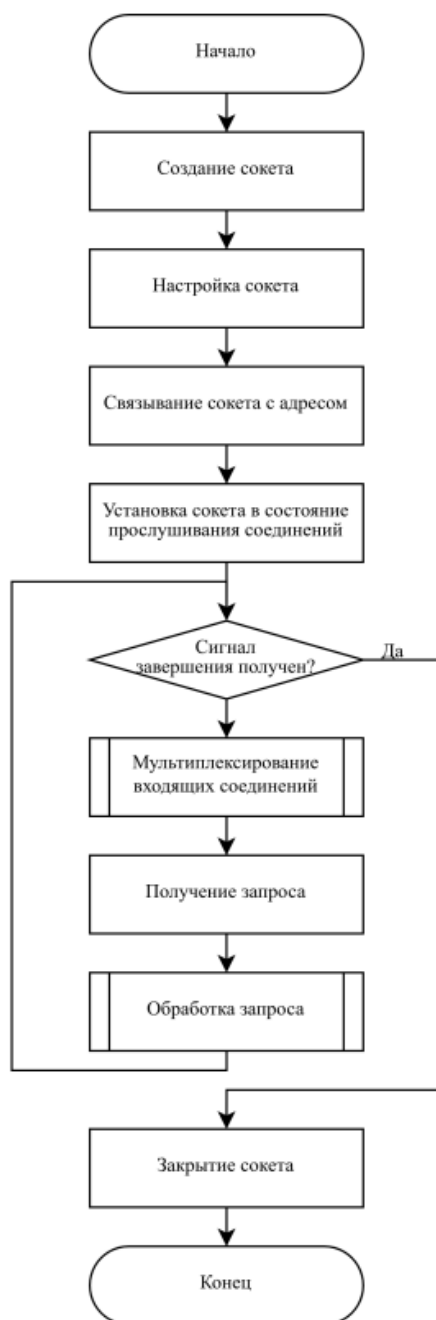 Начало
Создание сокета
Настройка сокета
Связывание сокета с адресом
Установка сокета в состояние
прослушивания соединений
Сигнал
завершения получен?
Да
Мультиплексирование
входящих соединений
Получение запроса
Обработка запроса
Закрытие сокета
Конец